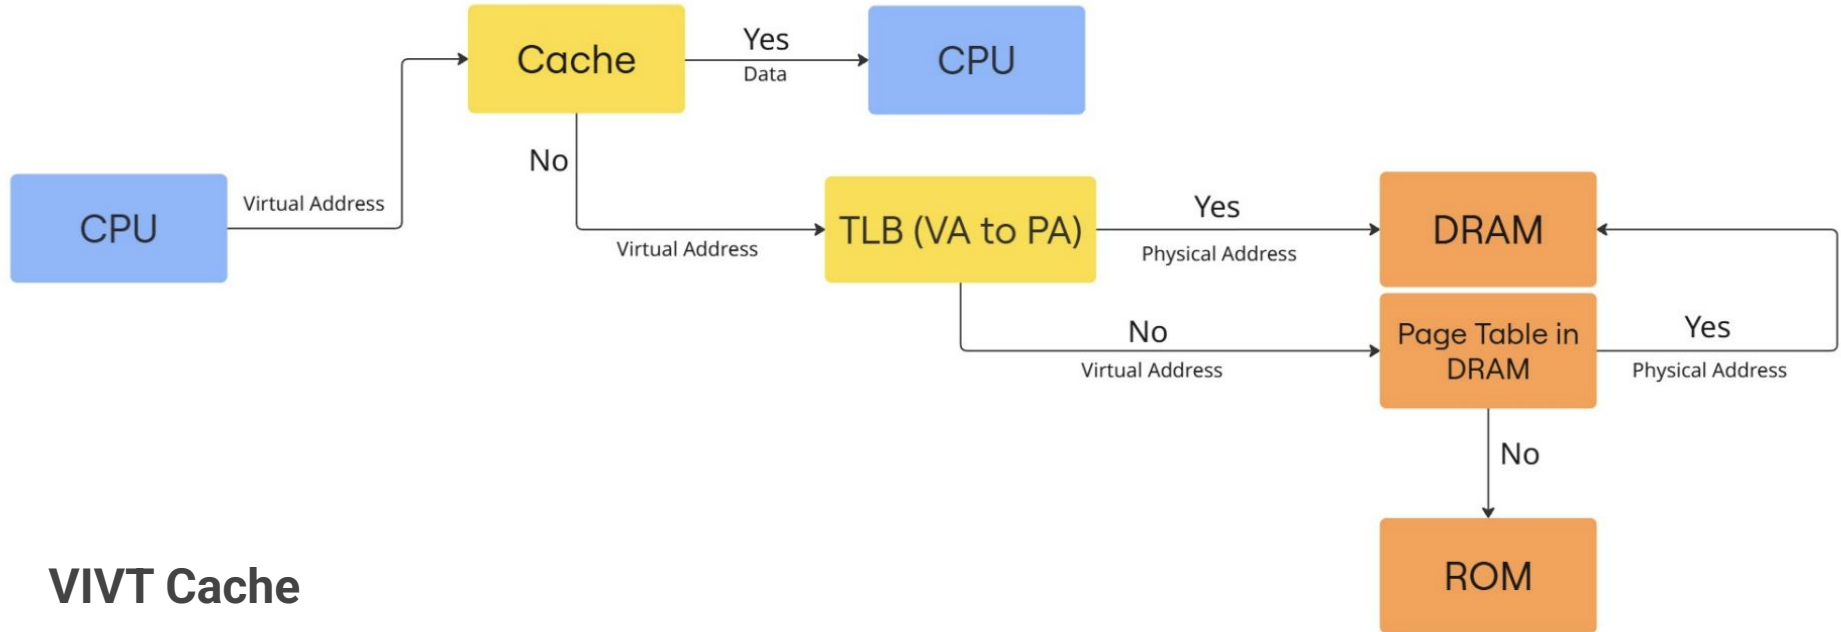 Cache
Yes
Data
CPU
No
CPU
Virtual Address
Virtual Address
TLB (VA to PA)
Yes
Physical Address
DRAM
No
Virtual Address
Page Table in
DRAM
Yes
Physical Address
No
ROM
VIVT Cache